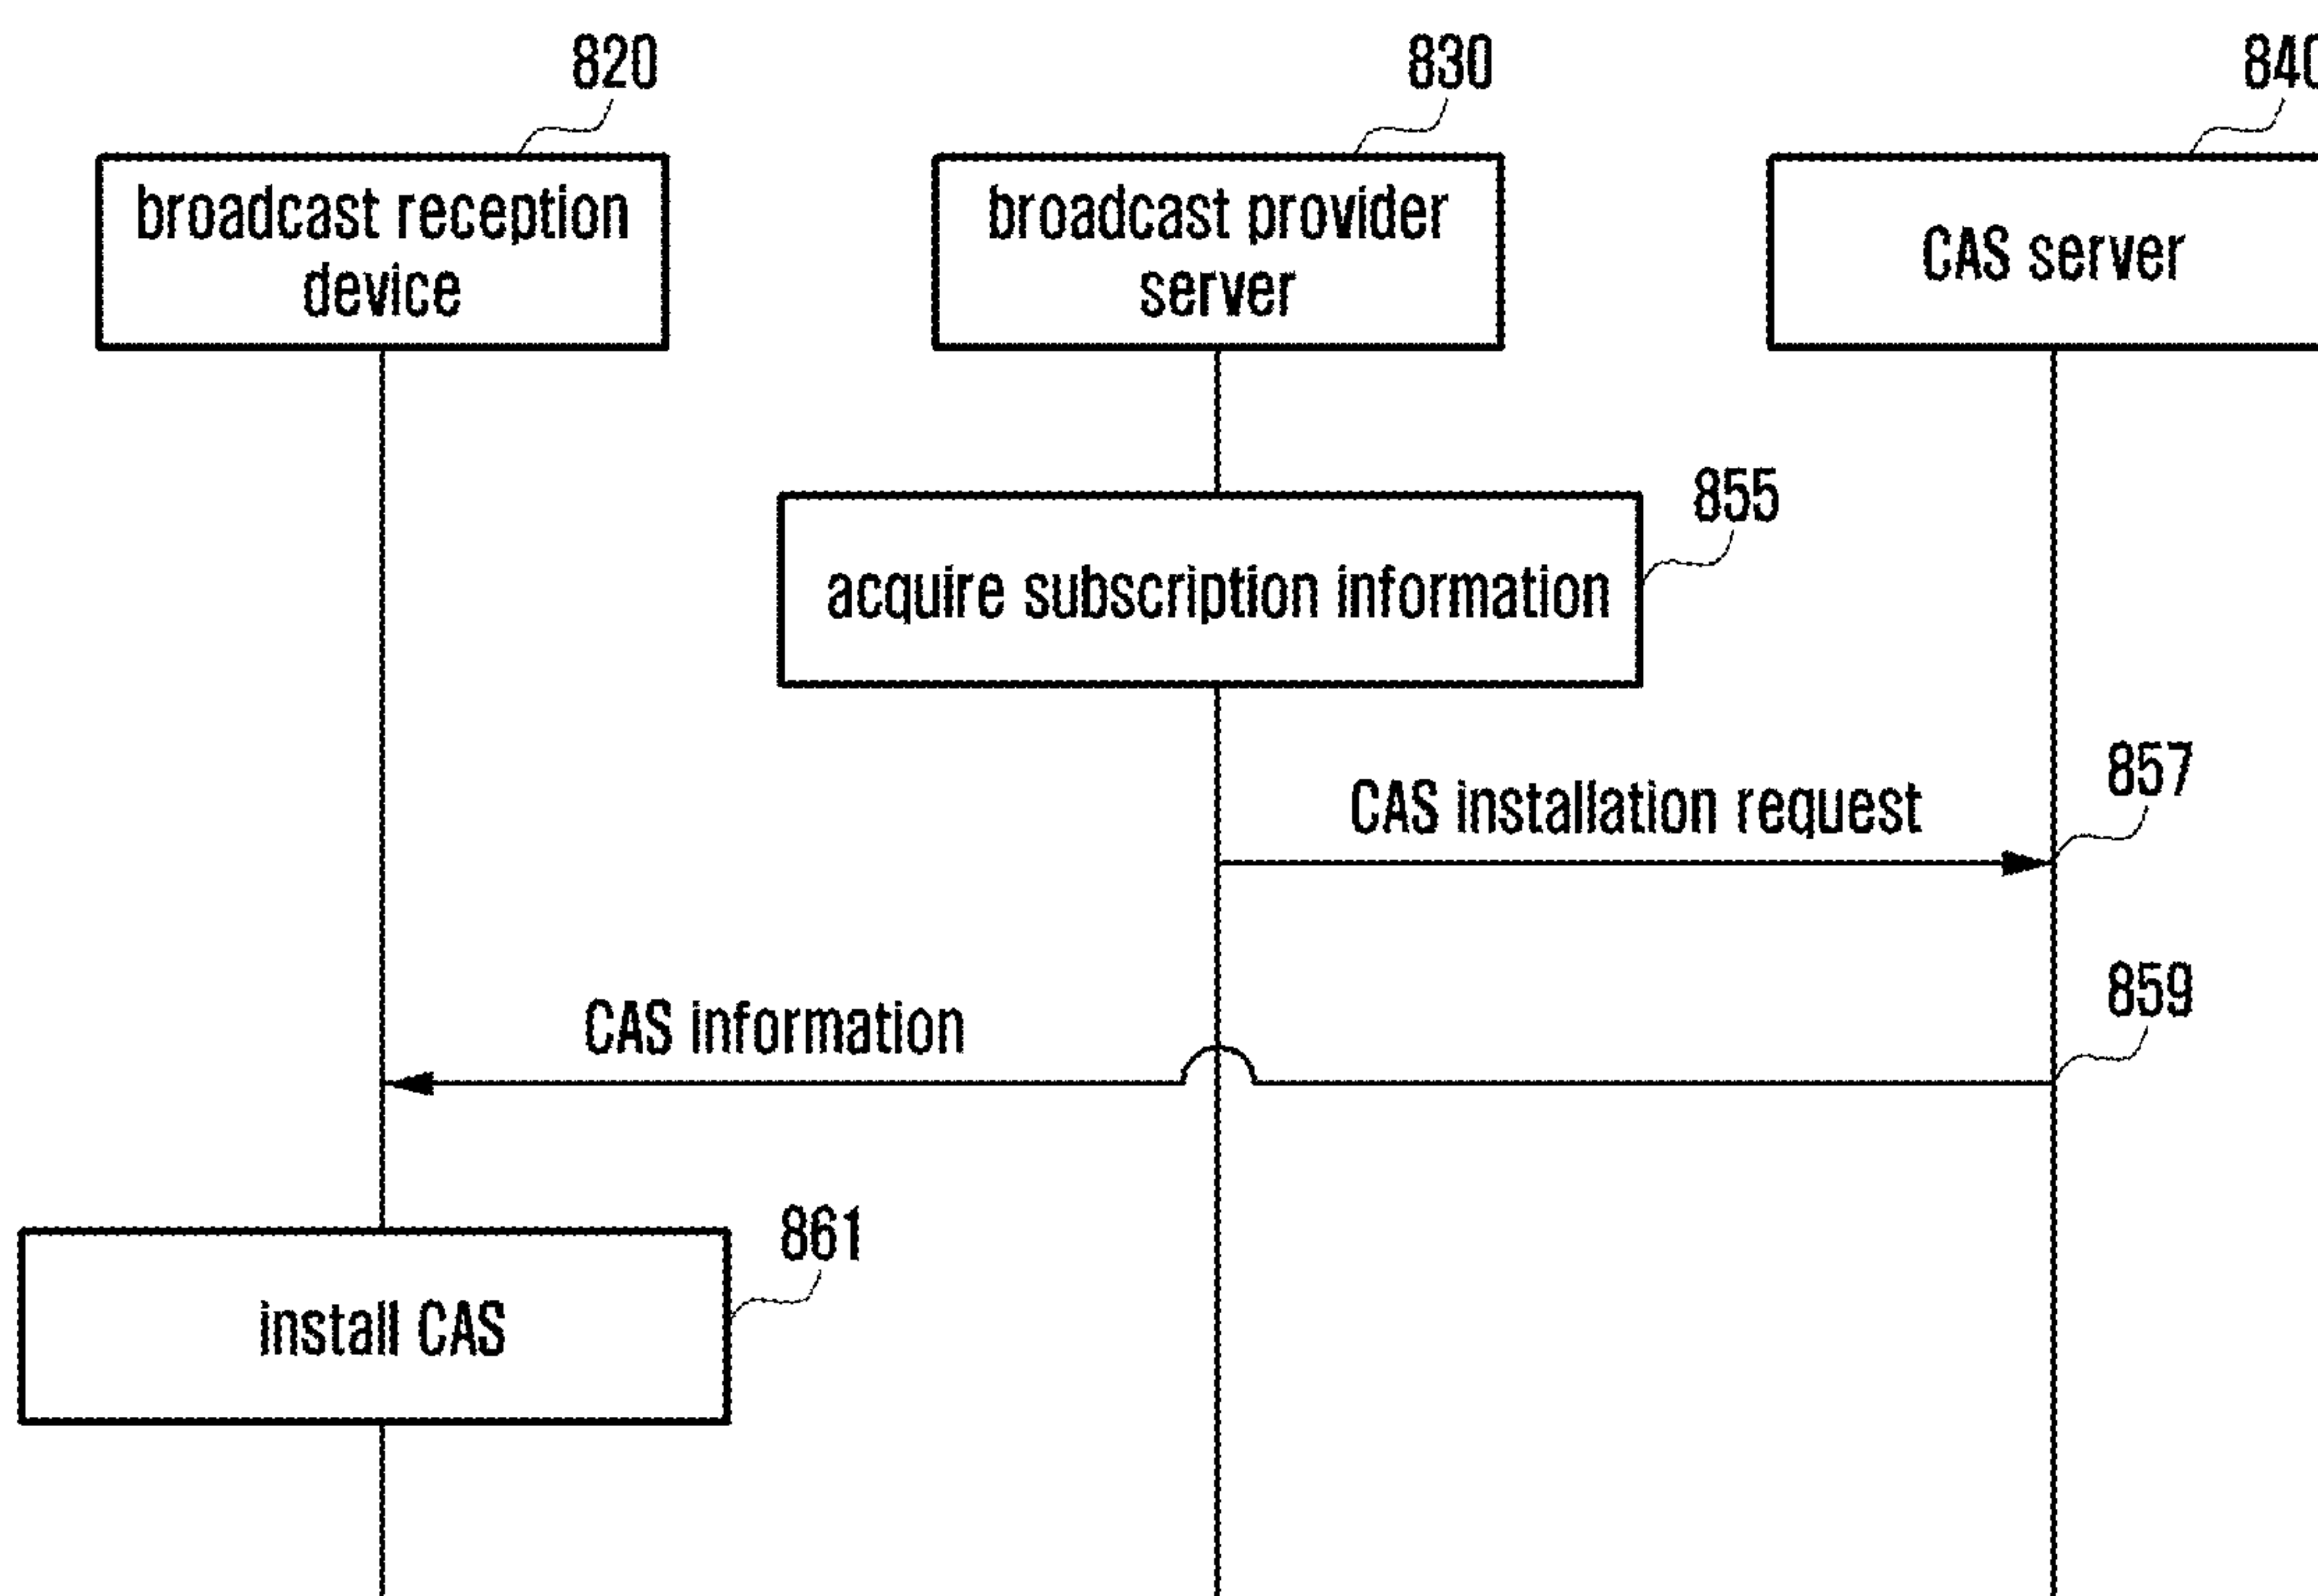 820
830
840
broadcast reception
device
broadcast provider
server
CAS server
855
acquire subscription information
857
CAS installation request
859
CAS information
861
install CAS